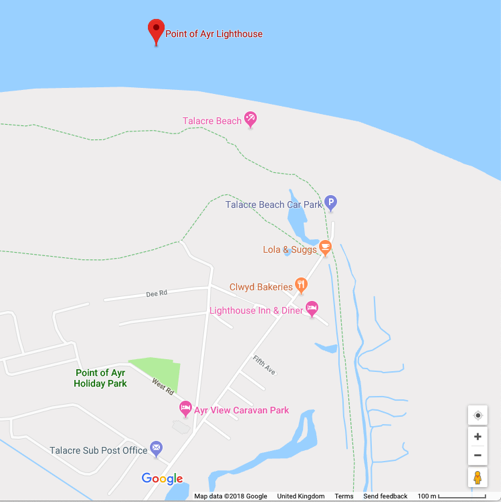 Point of Ayr Lighthouse
Talacre Beach
Talacre Beach Car Park
P
Lola & Suggs
Clwyd Bakeries
Dee Rd
Lighthouse Inn & Diner
Fifth Ave
Point of Ayr
Holiday Park
West Rd
Ayr View Caravan Park
Talacre Sub Post Office
Google
Map data ©2018 Google United Kingdom Terms Send feedback 100 m